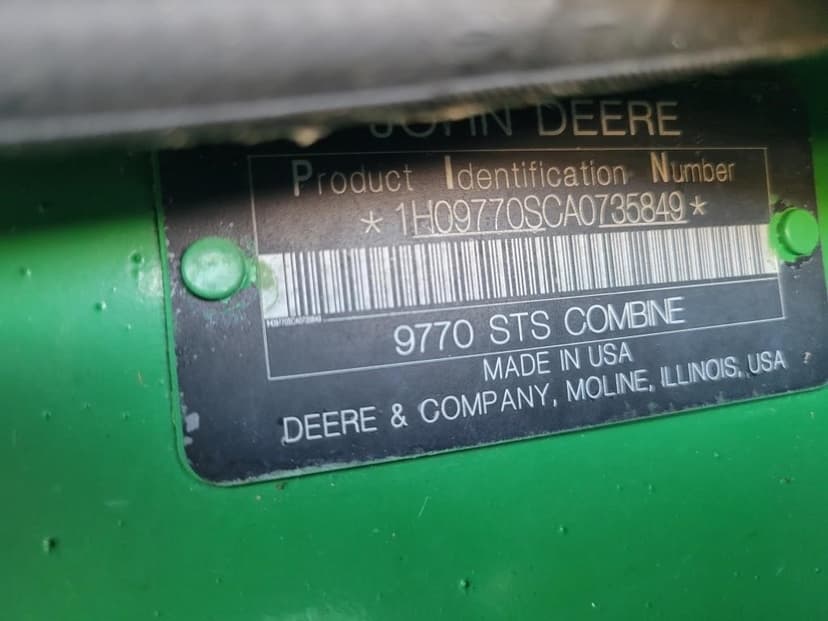 JOHN DEERE
Product Identification Number
*1H09770SCA0735849*
9770 STS COMBINE
MADE IN USA
DEERE & COMPANY, MOLINE, ILLINOIS, USA